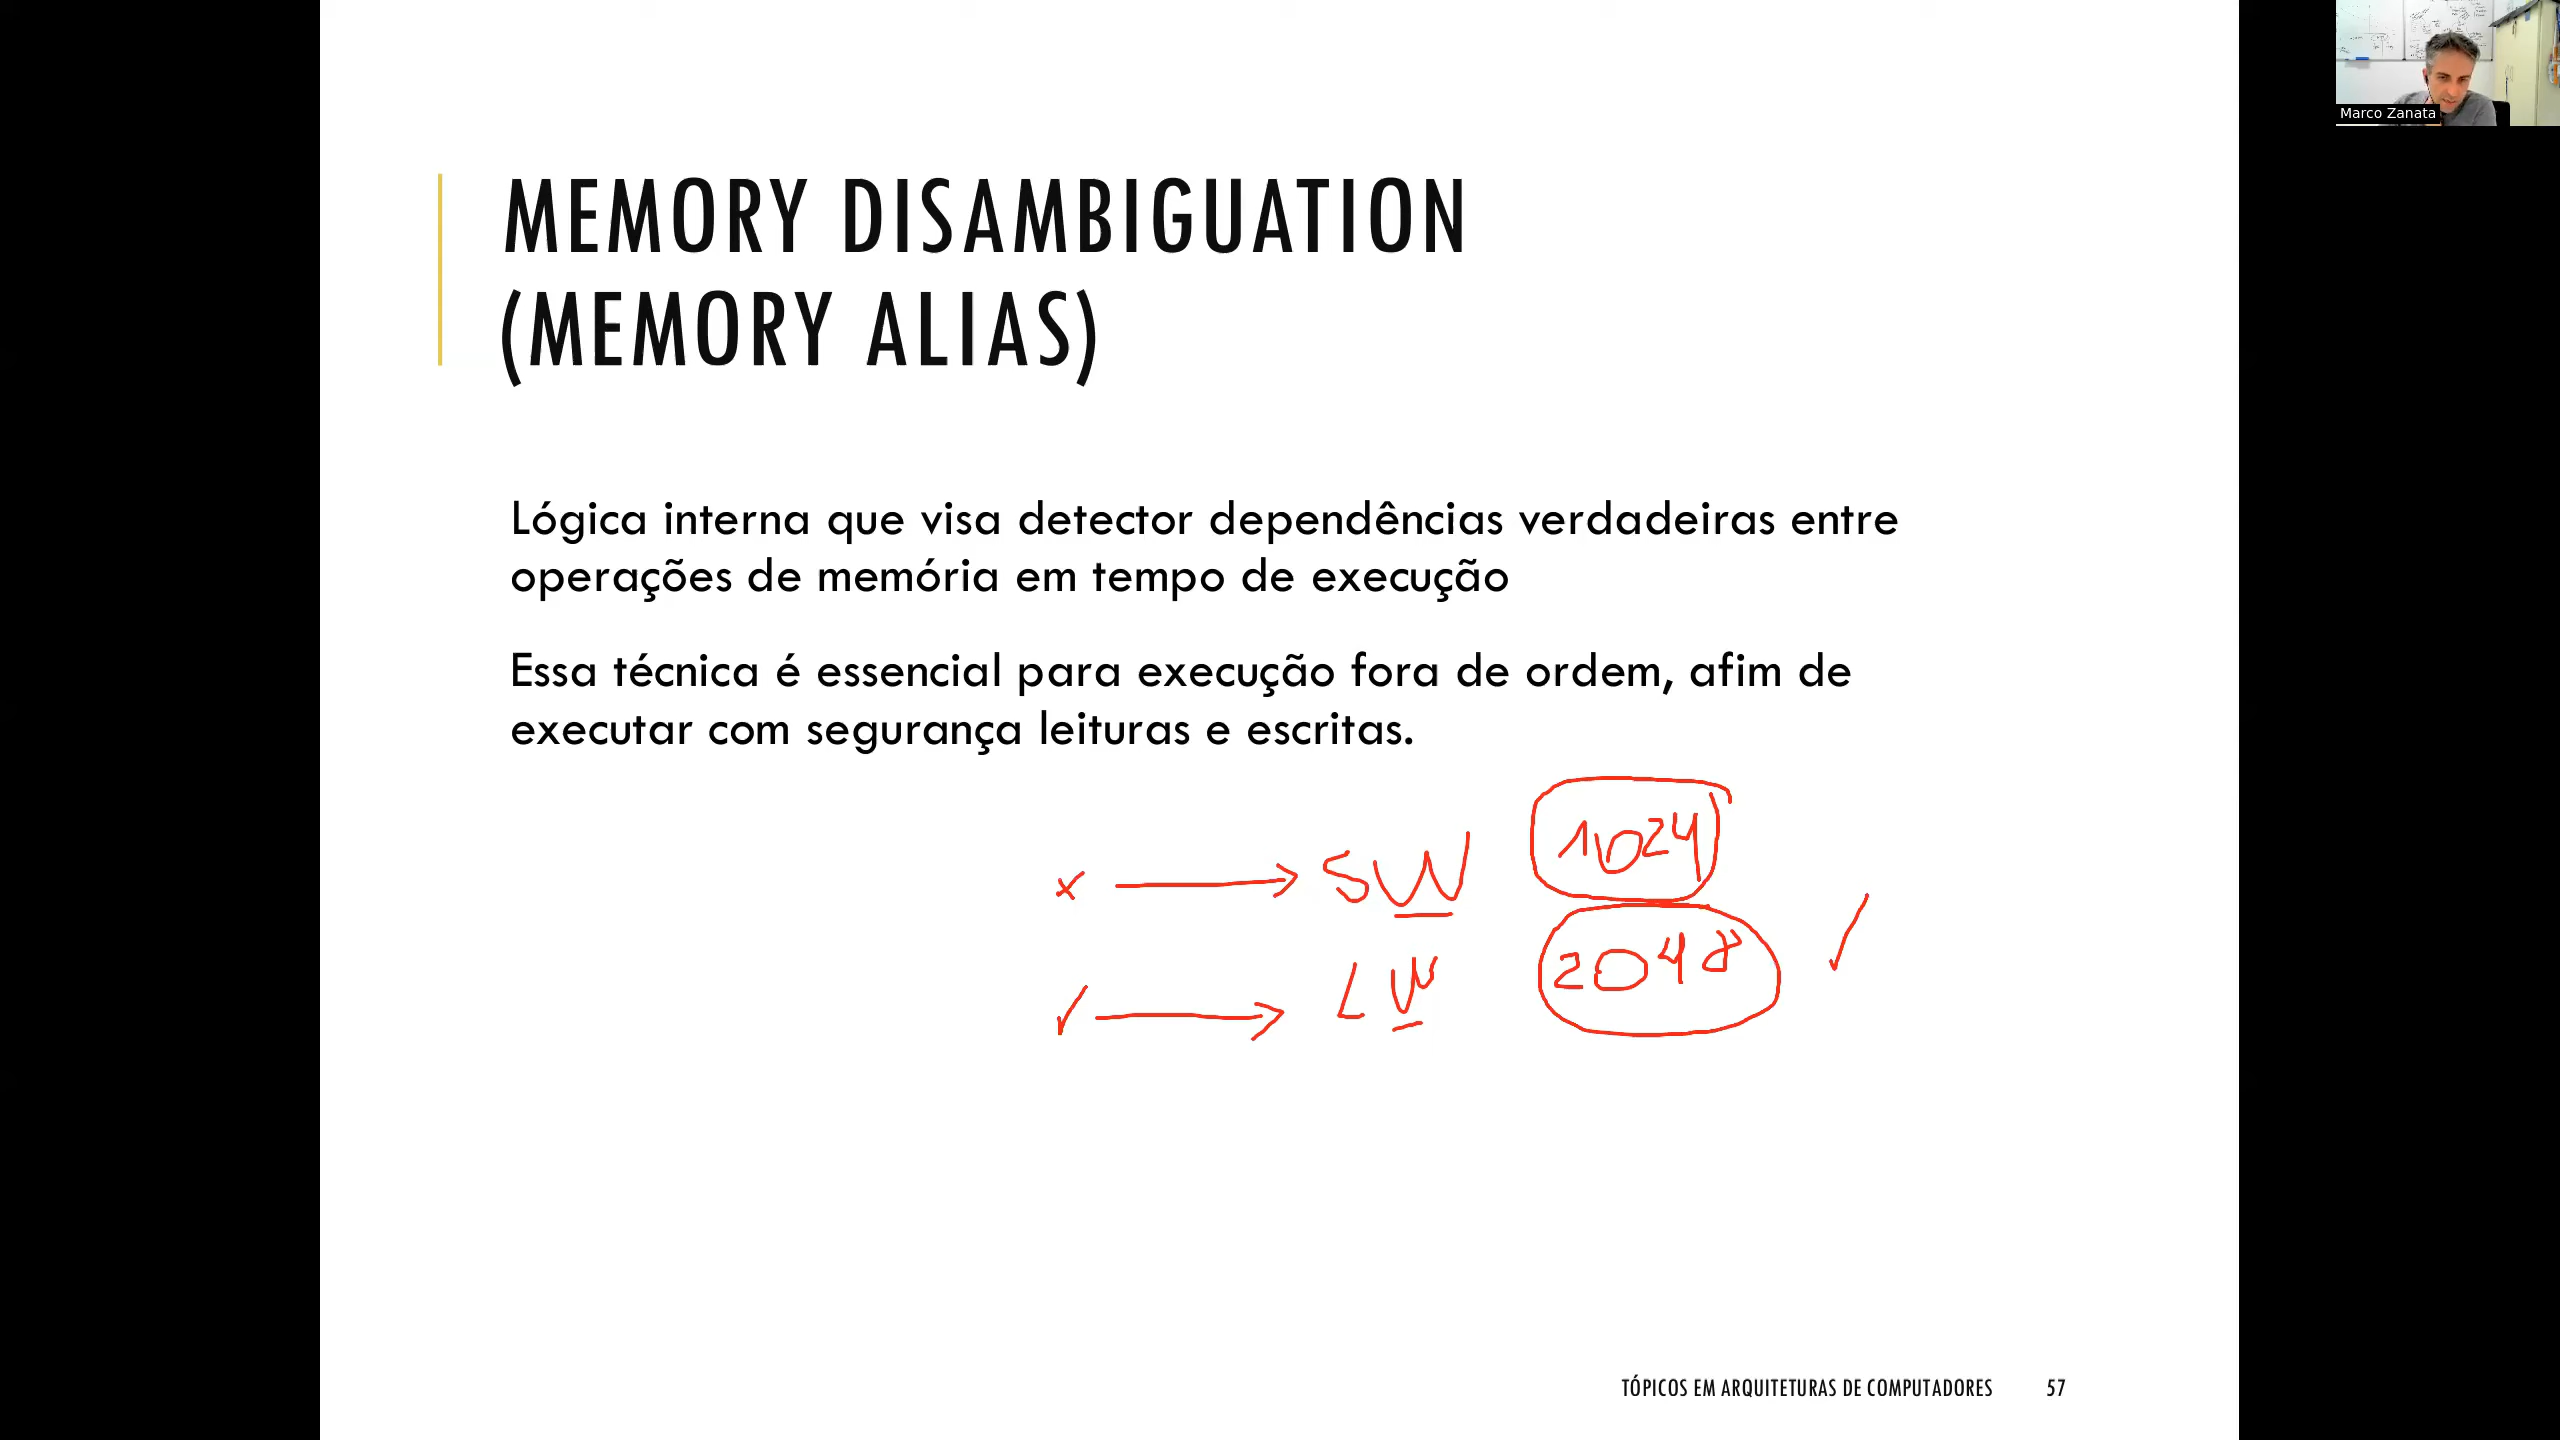 Marco Zanata
MEMORY DISAMBIGUATION
(MEMORY ALIAS)
Lógica interna que visa detector dependências verdadeiras entre
operações de memória em tempo de execução
Essa técnica é essencial para execução fora de ordem, afim de
executar com segurança leituras e escritas.
x → SW 1024
✓ → LW 2048 ✓
TÓPICOS EM ARQUITETURAS DE COMPUTADORES 57